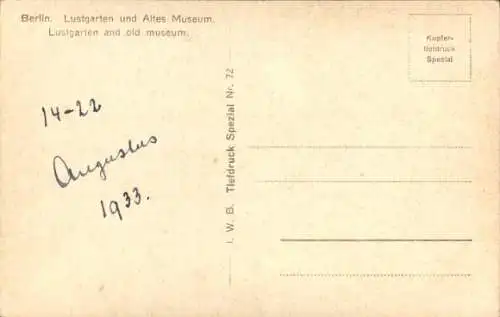 Berlin. Lustgarten und Altes Museum.
Lustgarten and old museum.
Kupfer-
tiefdruck
Spezial
14-22
Augustus
1933.
I. W. B. Tiefdruck Spezial Nr. 72